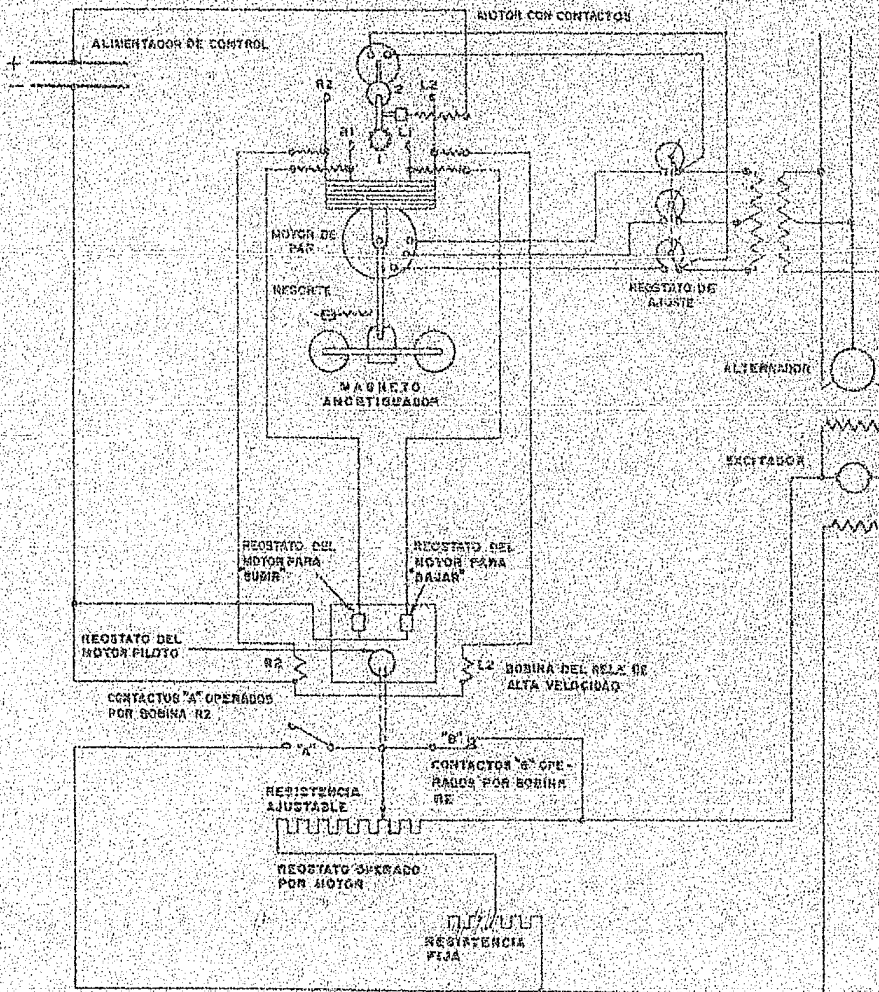 MOTOR CON CONTACTOS
ALIMENTADOR DE CONTROL
+
-
R2
2
L2
R1
L1
1
MOTOR DE
PAR
RESORTE
REOSTATO DE
AJUSTE
MAGNETO
AMORTIGUADOR
ALTERNADOR
EXCITADOR
REOSTATO DEL
MOTOR PARA
"SUBIR"
REOSTATO DEL
MOTOR PARA
"BAJAR"
REOSTATO DEL
MOTOR PILOTO
R2
L2
BOBINA DEL RELE DE
ALTA VELOCIDAD
CONTACTOS "A" OPERADOS
POR BOBINA R2
"A"
"B"
CONTACTOS "B" OPE-
RADOS POR BOBINA
RESISTENCIA
AJUSTABLE
REOSTATO OPERADO
POR MOTOR
RESISTENCIA
FIJA